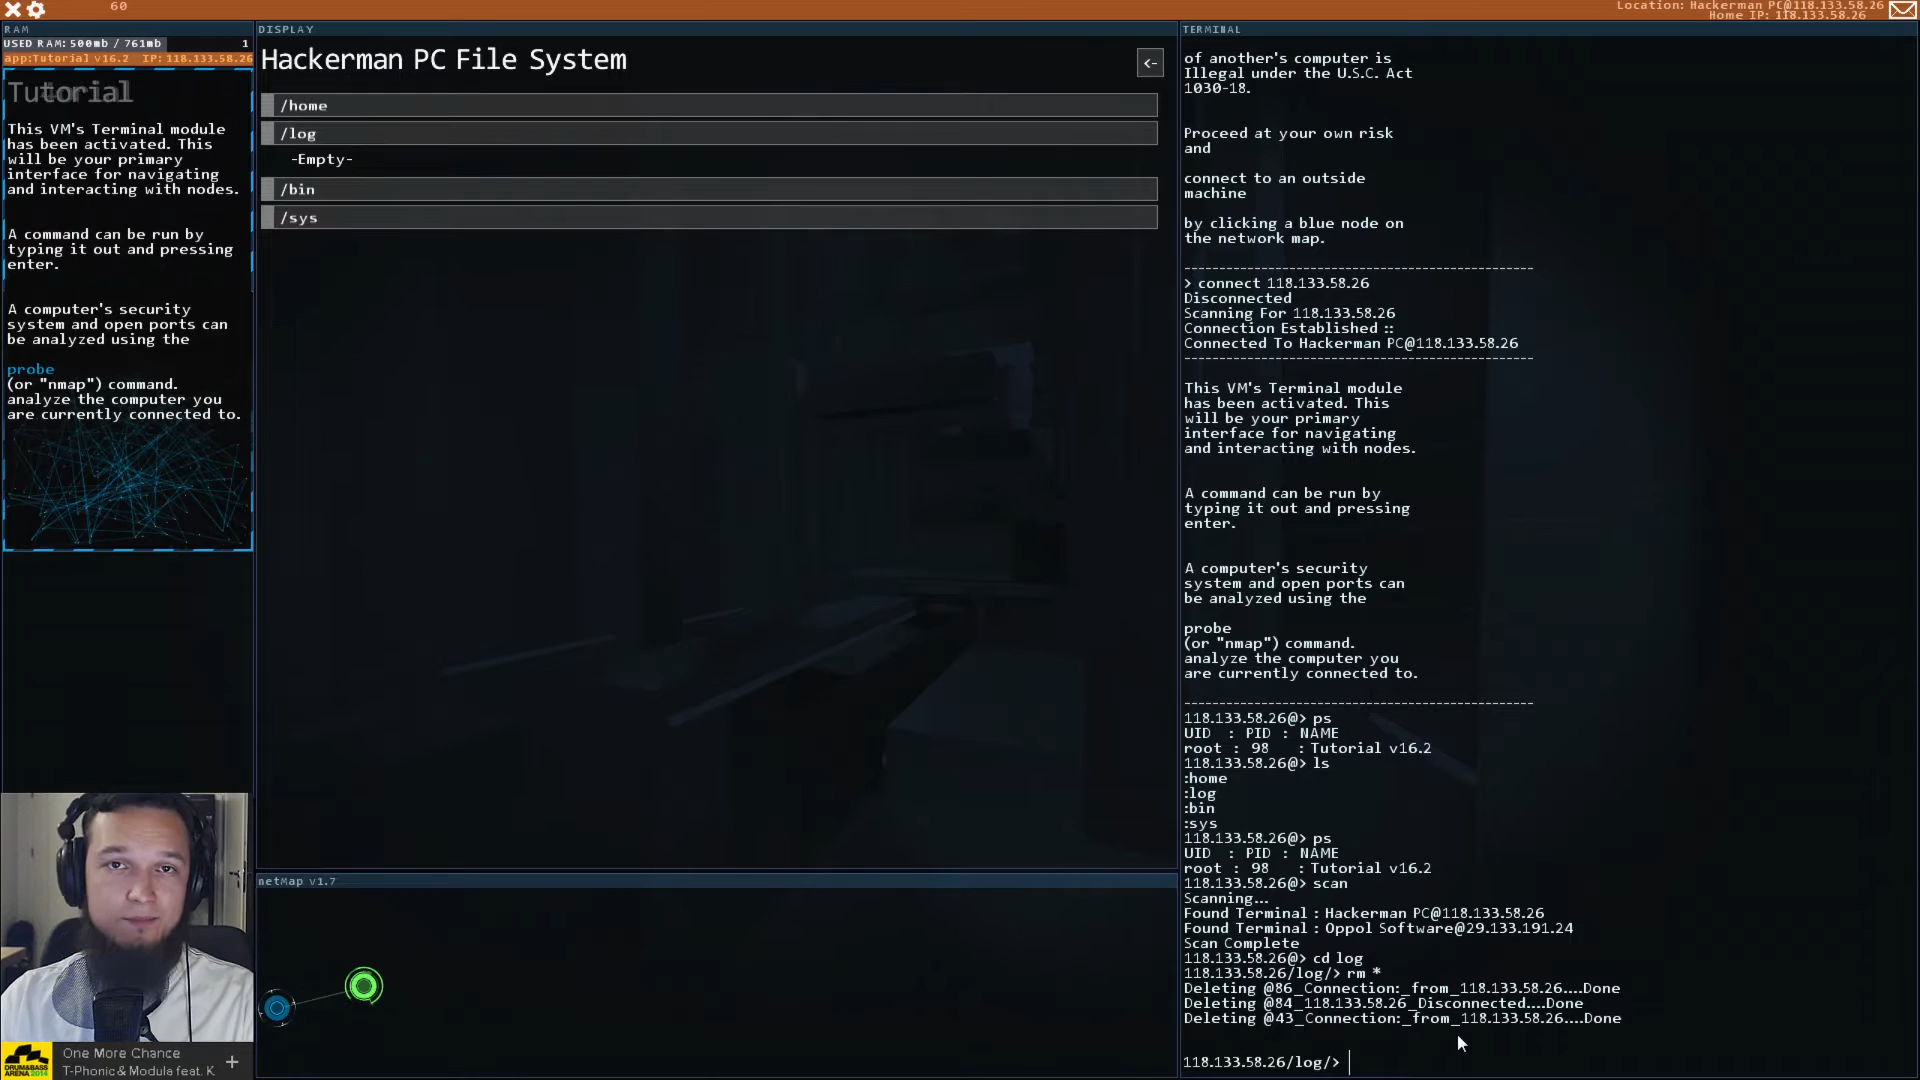 60
Location: Hackerman PC@118.133.58.26
Home IP: 118.133.58.26
RAM
USED RAM: 500mb / 761mb
1
app:Tutorial v16.2
IP: 118.133.58.26
Tutorial
This VM's Terminal module
has been activated. This
will be your primary
interface for navigating
and interacting with nodes.
A command can be run by
typing it out and pressing
enter.
A computer's security
system and open ports can
be analyzed using the
probe
(or "nmap") command.
analyze the computer you
are currently connected to.
DISPLAY
Hackerman PC File System
<-
/home
/log
-Empty-
/bin
/sys
netMap v1.7
TERMINAL
of another's computer is
Illegal under the U.S.C. Act
1030-18.
Proceed at your own risk
and
connect to an outside
machine
by clicking a blue node on
the network map.
--------------------------------------------------
> connect 118.133.58.26
Disconnected
Scanning For 118.133.58.26
Connection Established ::
Connected To Hackerman PC@118.133.58.26
--------------------------------------------------
This VM's Terminal module
has been activated. This
will be your primary
interface for navigating
and interacting with nodes.
A command can be run by
typing it out and pressing
enter.
A computer's security
system and open ports can
be analyzed using the
probe
(or "nmap") command.
analyze the computer you
are currently connected to.
--------------------------------------------------
118.133.58.26@> ps
UID : PID : NAME
root : 98 : Tutorial v16.2
118.133.58.26@> ls
:home
:log
:bin
:sys
118.133.58.26@> ps
UID : PID : NAME
root : 98 : Tutorial v16.2
118.133.58.26@> scan
Scanning...
Found Terminal : Hackerman PC@118.133.58.26
Found Terminal : Oppol Software@29.133.191.24
Scan Complete
118.133.58.26@> cd log
118.133.58.26/log/> rm *
Deleting @86_Connection:_from_118.133.58.26....Done
Deleting @84_118.133.58.26_Disconnected....Done
Deleting @43_Connection:_from_118.133.58.26....Done
118.133.58.26/log/>
DRUM&BASS
ARENA 2014
One More Chance
T-Phonic & Modula feat. K
+